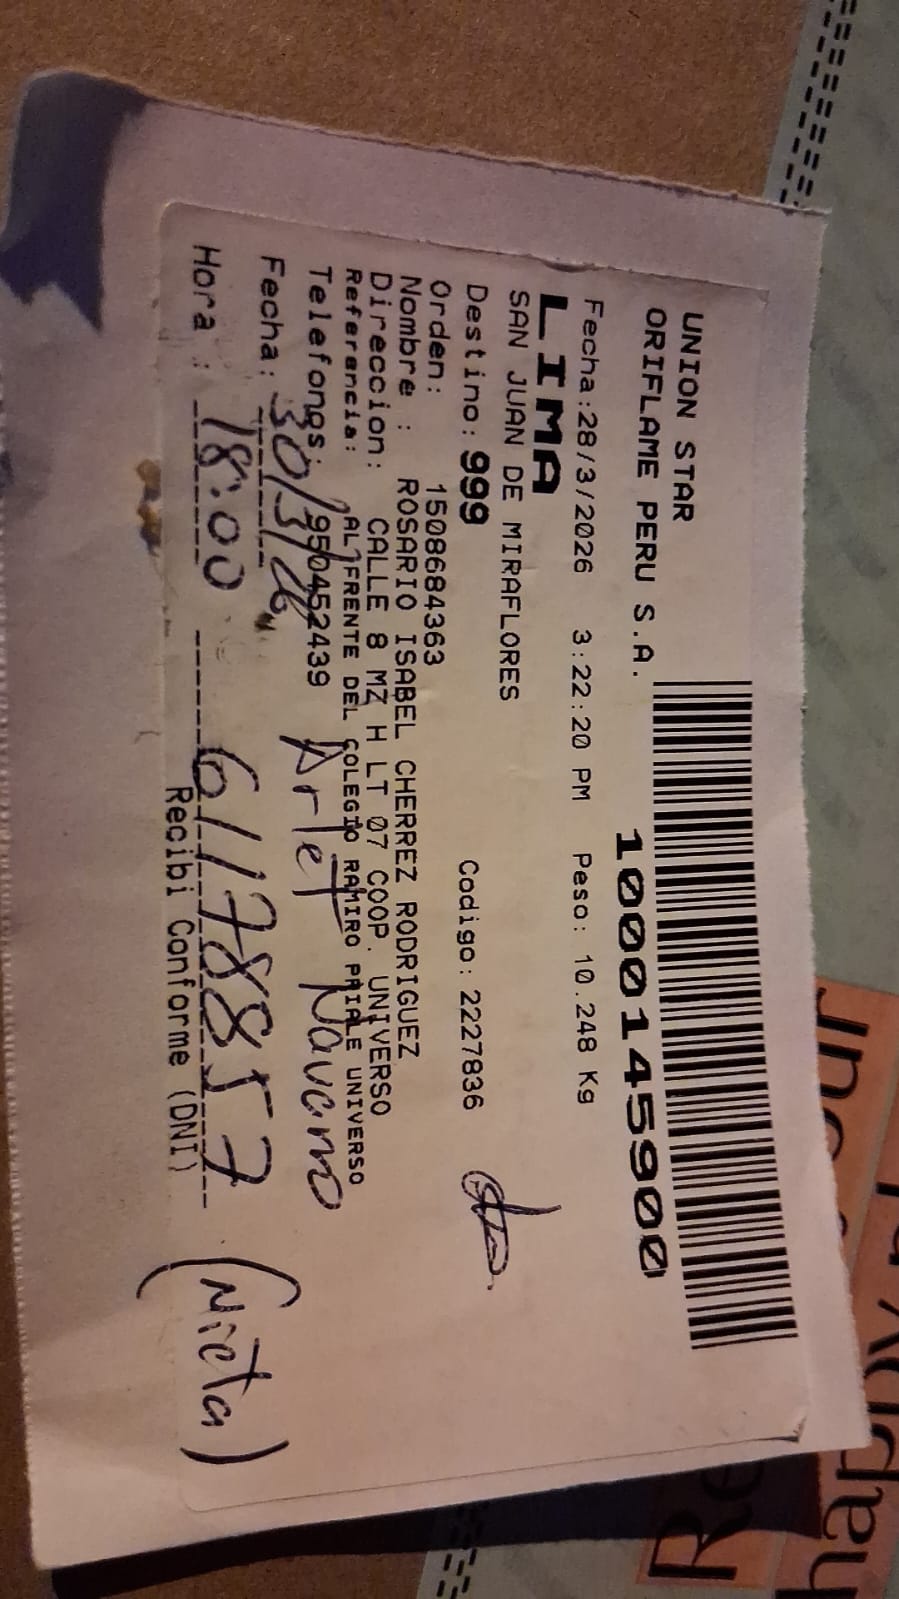 UNION STAR
ORIFLAME PERU S.A.
1000145900
Fecha:28/3/2026 3:22:20 PM Peso: 10.248 Kg
LIMA
SAN JUAN DE MIRAFLORES
Destino: 999 Codigo: 2227836
Orden: 1508684363
Nombre : ROSARIO ISABEL CHERREZ RODRIGUEZ
Direccion: CALLE 8 MZ H LT 07 COOP. UNIVERSO
Referencia: AL FRENTE DEL COLEGIO RAMIRO PRIALE UNIVERSO
Telefonos: 950452439
Arlet Navarro
Fecha: 30/3/26
Hora : 18:00 61178857 (Nieta)
Recibi Conforme (DNI)